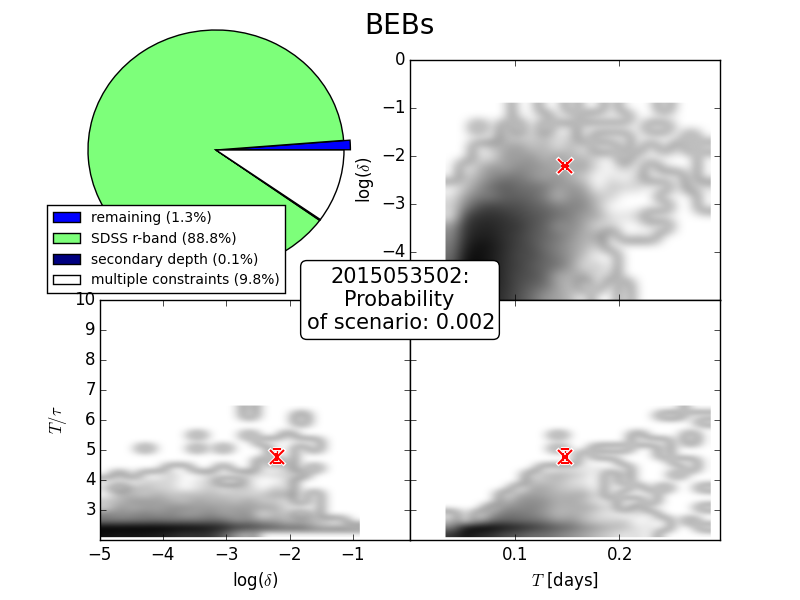 BEBs
remaining (1.3%)
SDSS r-band (88.8%)
secondary depth (0.1%)
multiple constraints (9.8%)
0
−1
−2
−3
−4
log(δ)
2015053502:
Probability
of scenario: 0.002
10
9
8
7
6
5
4
3
T/τ
−5 −4 −3 −2 −1
log(δ)
0.1 0.2
T [days]